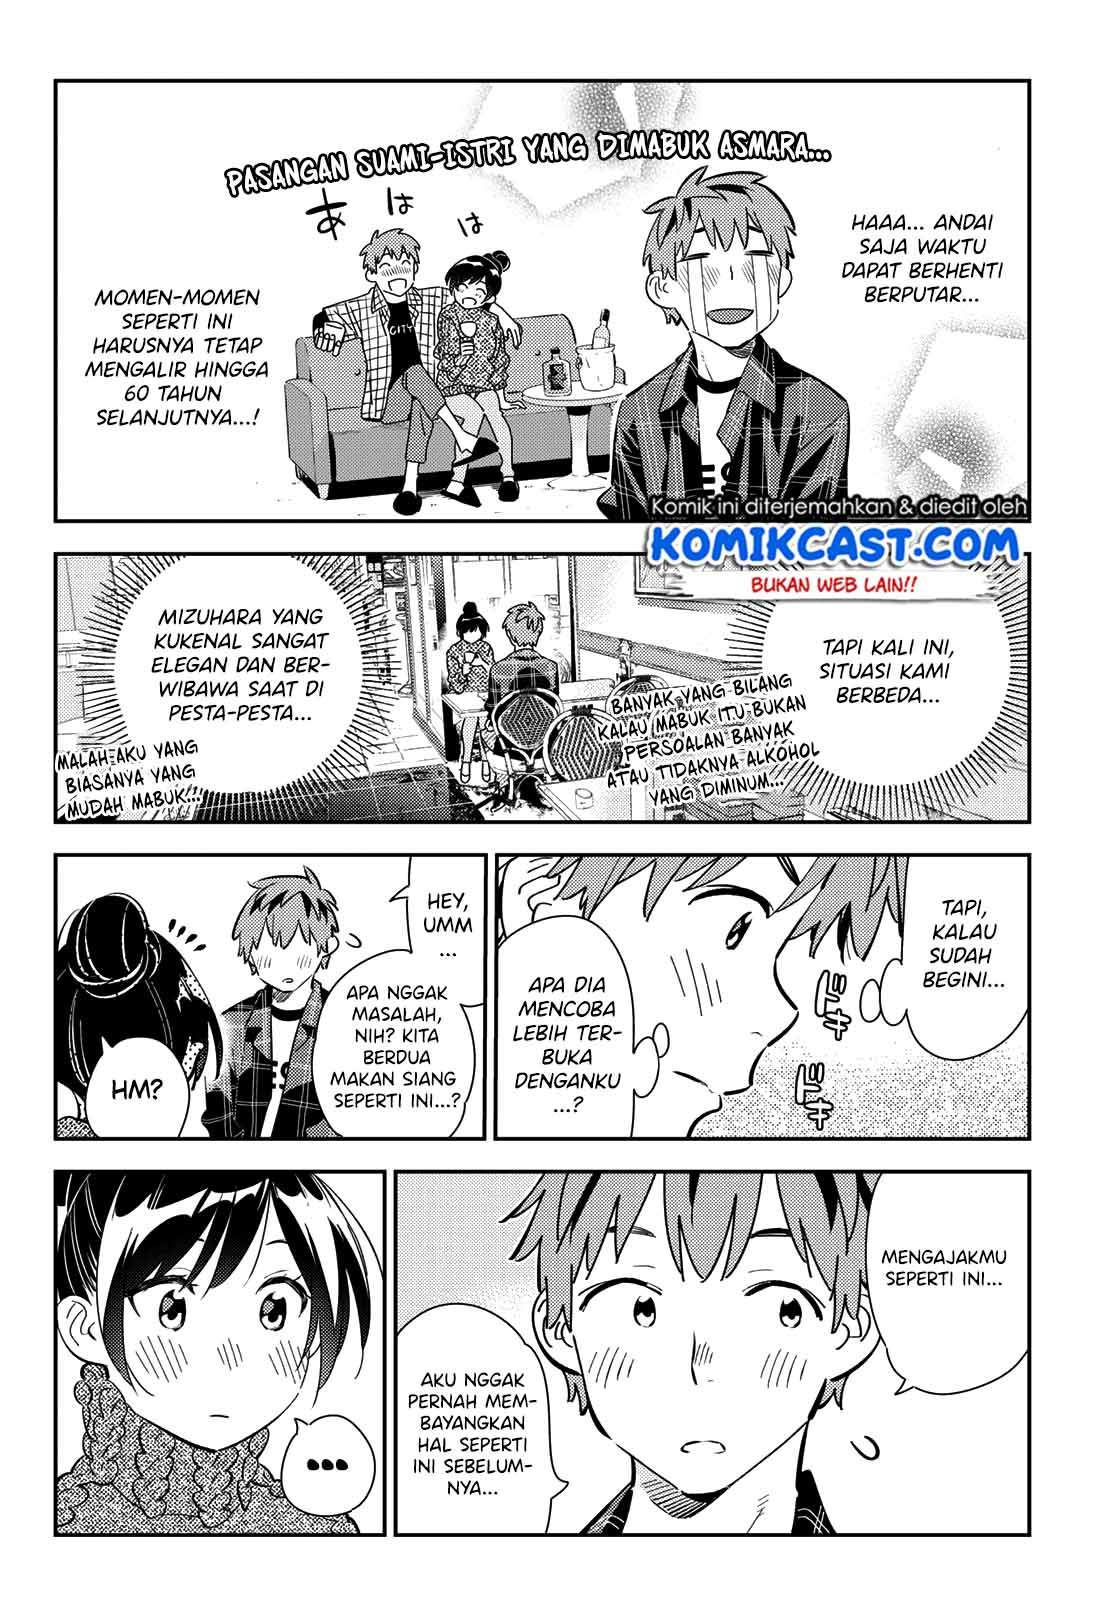 PASANGAN SUAMI-ISTRI YANG DIMABUK ASMARA...
HAAA... ANDAI
SAJA WAKTU
DAPAT BERHENTI
BERPUTAR...
あ は は
MOMEN-MOMEN
SEPERTI INI
HARUSNYA TETAP
MENGALIR HINGGA
60 TAHUN
SELANJUTNYA...!
CITY
Komik ini diterjemahkan & diedit oleh
KOMIKCAST.COM
BUKAN WEB LAIN!!
TAPI KALI INI,
SITUASI KAMI
BERBEDA...
BANYAK YANG BILANG
KALAU MABUK ITU BUKAN
PERSOALAN BANYAK
ATAU TIDAKNYA ALKOHOL
YANG DIMINUM...
MIZUHARA YANG
KUKENAL SANGAT
ELEGAN DAN BER-
WIBAWA SAAT DI
PESTA-PESTA...
MALAH AKU YANG
BIASANYA YANG
MUDAH MABUK...
TAPI,
KALAU
SUDAH
BEGINI...
ドキ
ドキ
APA DIA
MENCOBA
LEBIH TER-
BUKA
DENGANKU
...?
HEY,
UMM
...
APA NGGAK
MASALAH,
NIH? KITA
BERDUA
MAKAN SIANG
SEPERTI INI...?
HM?
MENGAJAKMU
SEPERTI INI...
AKU NGGAK
PERNAH MEM-
BAYANGKAN
HAL SEPERTI
INI SEBELUM-
NYA...
...